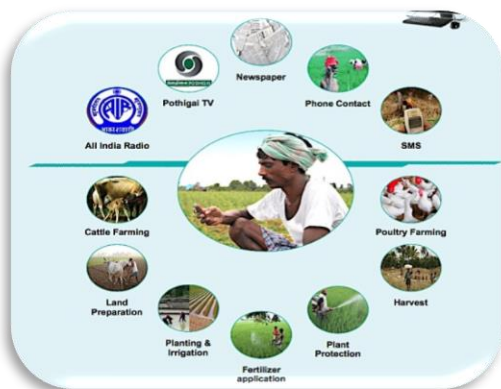 Newspaper
Pothigai TV
Phone Contact
AIR
All India Radio
SMS
Cattle Farming
Poultry Farming
Land
Preparation
Harvest
Planting &
Irrigation
Plant
Protection
Fertilizer
application